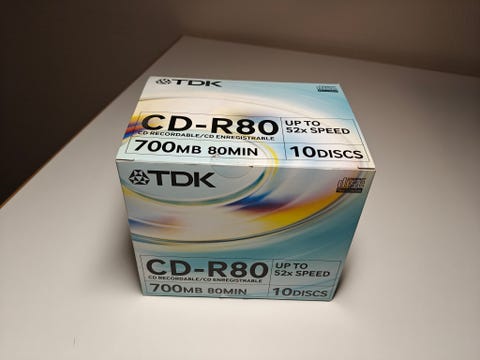 TDK
CD-R80
CD RECORDABLE/CD ENREGISTRABLE
UP TO
52x SPEED
700MB 80MIN
10DISCS
TDK
CD-R80
CD RECORDABLE/CD ENREGISTRABLE
UP TO
52x SPEED
700MB 80MIN
10DISCS